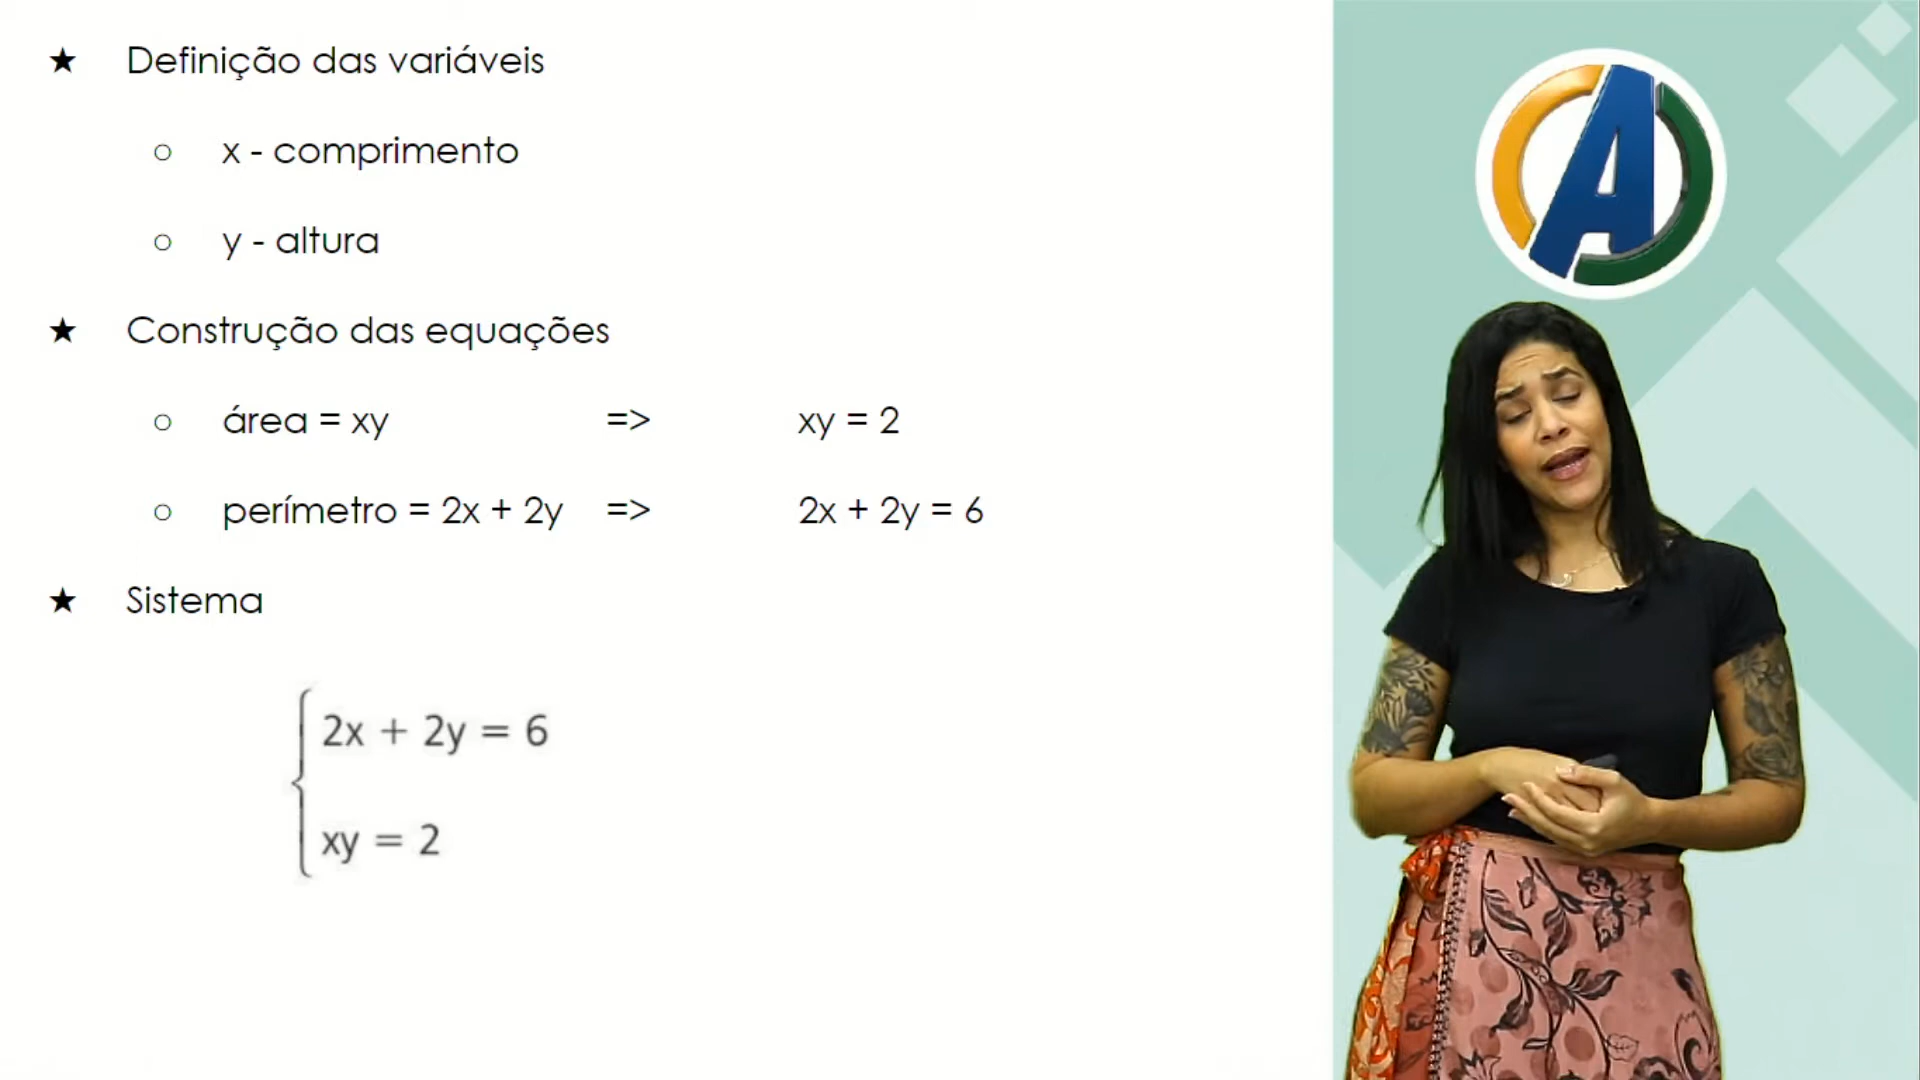 ★ Definição das variáveis
○ x - comprimento
○ y - altura
★ Construção das equações
○ área = xy => xy = 2
○ perímetro = 2x + 2y => 2x + 2y = 6
★ Sistema
2x + 2y = 6
xy = 2
A